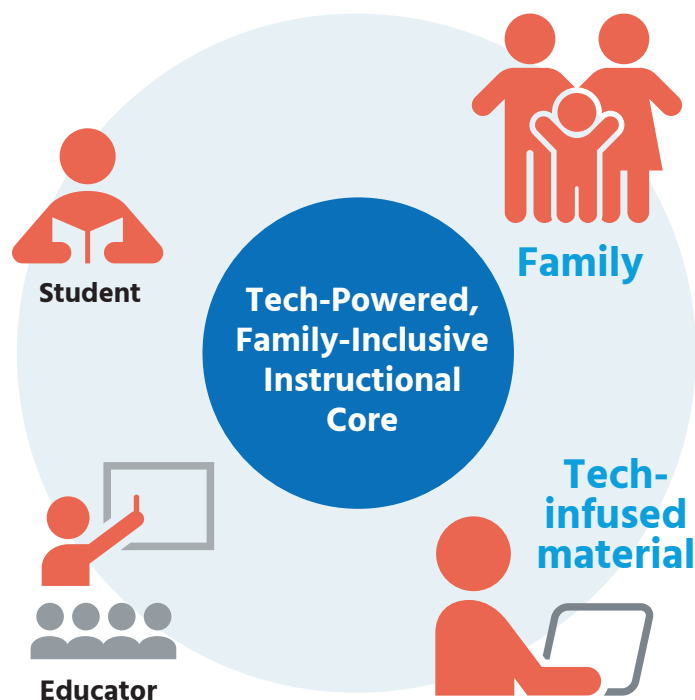 Family
Student
Tech-Powered,
Family-Inclusive
Instructional
Core
Tech-
infused
material
Educator